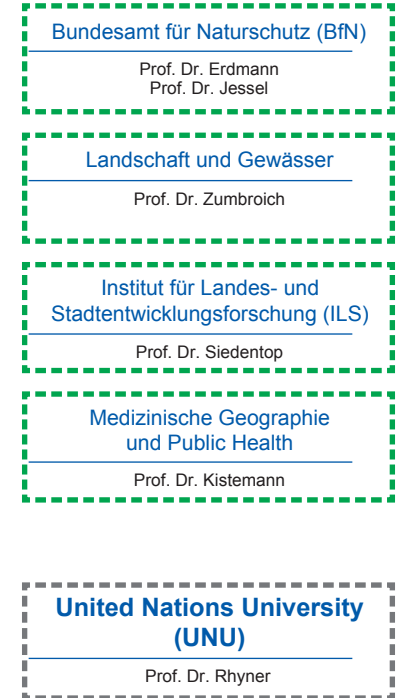 Bundesamt für Naturschutz (BfN)
Prof. Dr. Erdmann
Prof. Dr. Jessel
Landschaft und Gewässer
Prof. Dr. Zumbroich
Institut für Landes- und
Stadtentwicklungsforschung (ILS)
Prof. Dr. Siedentop
Medizinische Geographie
und Public Health
Prof. Dr. Kistemann
United Nations University
(UNU)
Prof. Dr. Rhyner